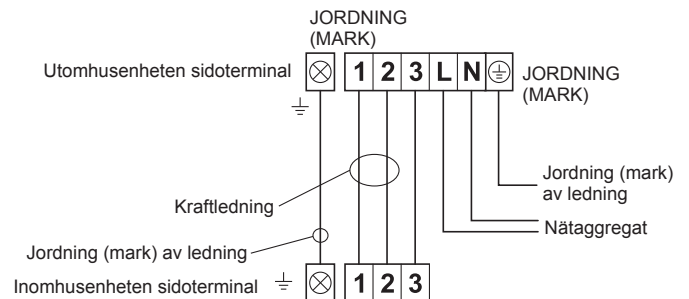 JORDNING
(MARK)
Utomhusenheten sidoterminal
1 2 3 L N
JORDNING
(MARK)
Jordning (mark)
av ledning
Kraftledning
Nätaggregat
Jordning (mark) av ledning
Inomhusenheten sidoterminal
1 2 3